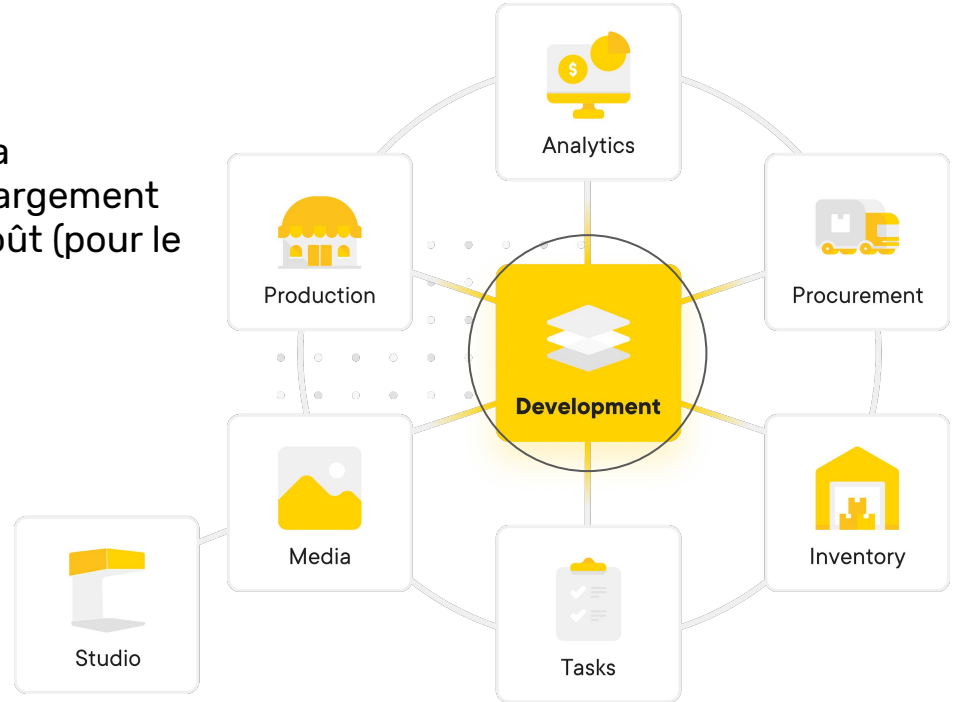 Analytics
à
argement
oût (pour le
Production
Procurement
Development
Media
Inventory
Studio
Tasks